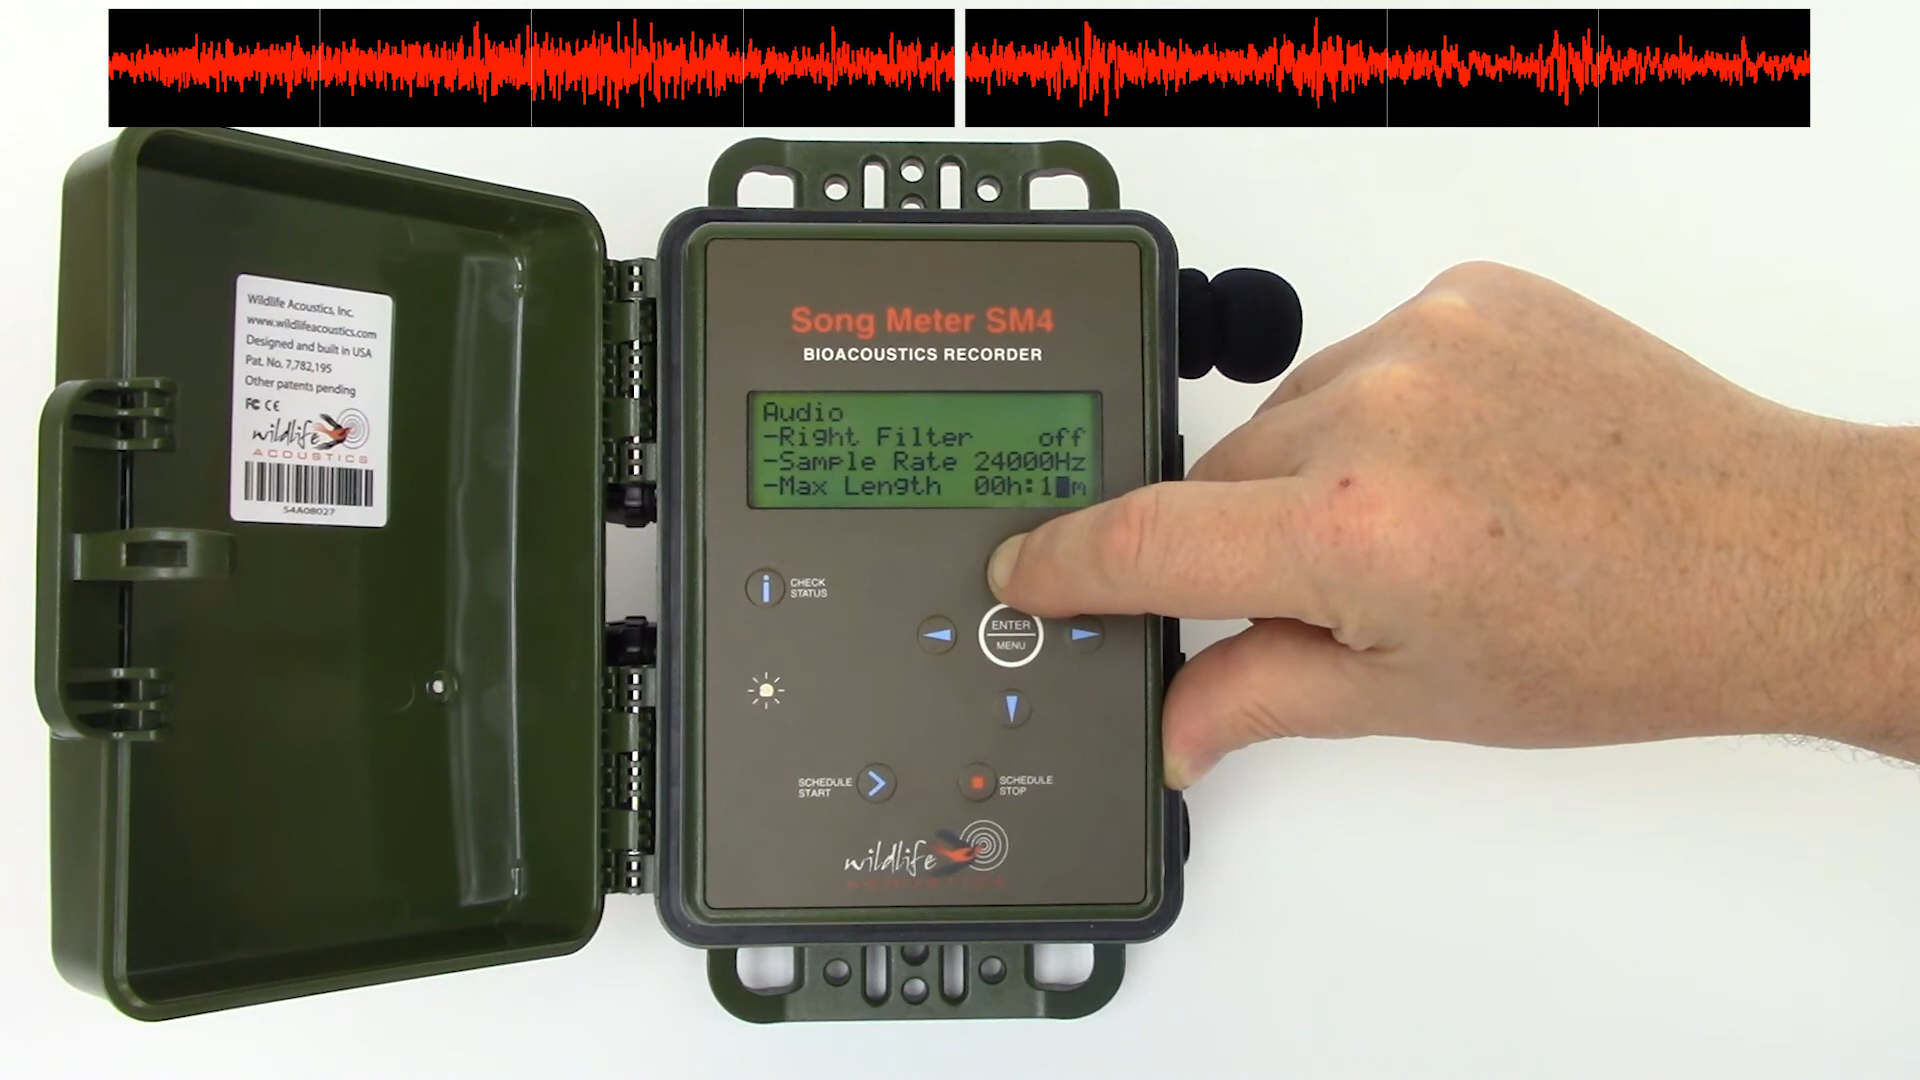 Wildlife Acoustics, Inc.
www.wildlifeacoustics.com
Designed and built in USA
Pat. No. 7,782,195
Other patents pending
FC CE
wildlife
ACOUSTICS
S4A08027
Song Meter SM4
BIOACOUSTICS RECORDER
Audio
-Right Filter off
-Sample Rate 24000Hz
-Max Length 00h:1 m
i
CHECK
STATUS
ENTER
MENU
SCHEDULE
START
SCHEDULE
STOP
wildlife